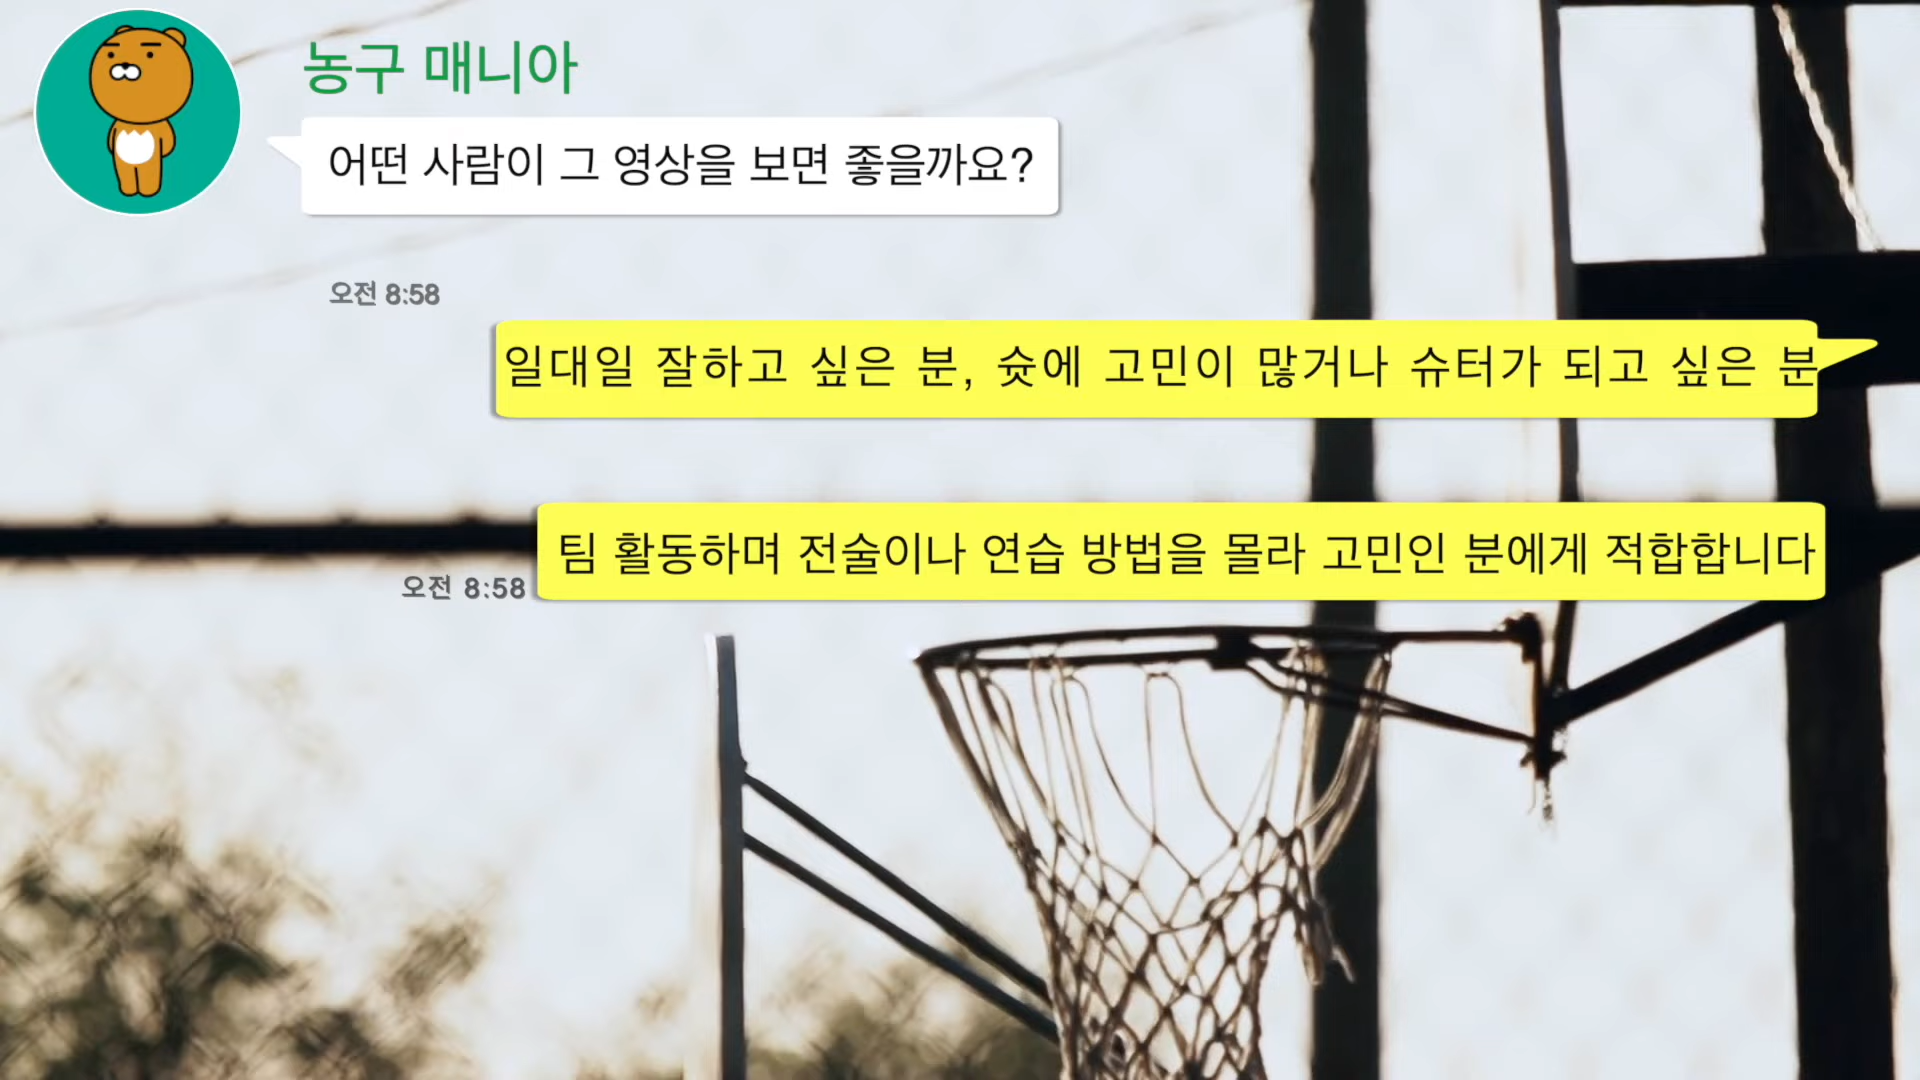 농구 매니아
어떤 사람이 그 영상을 보면 좋을까요?
오전 8:58
일대일 잘하고 싶은 분, 슛에 고민이 많거나 슈터가 되고 싶은 분
팀 활동하며 전술이나 연습 방법을 몰라 고민인 분에게 적합합니다
오전 8:58